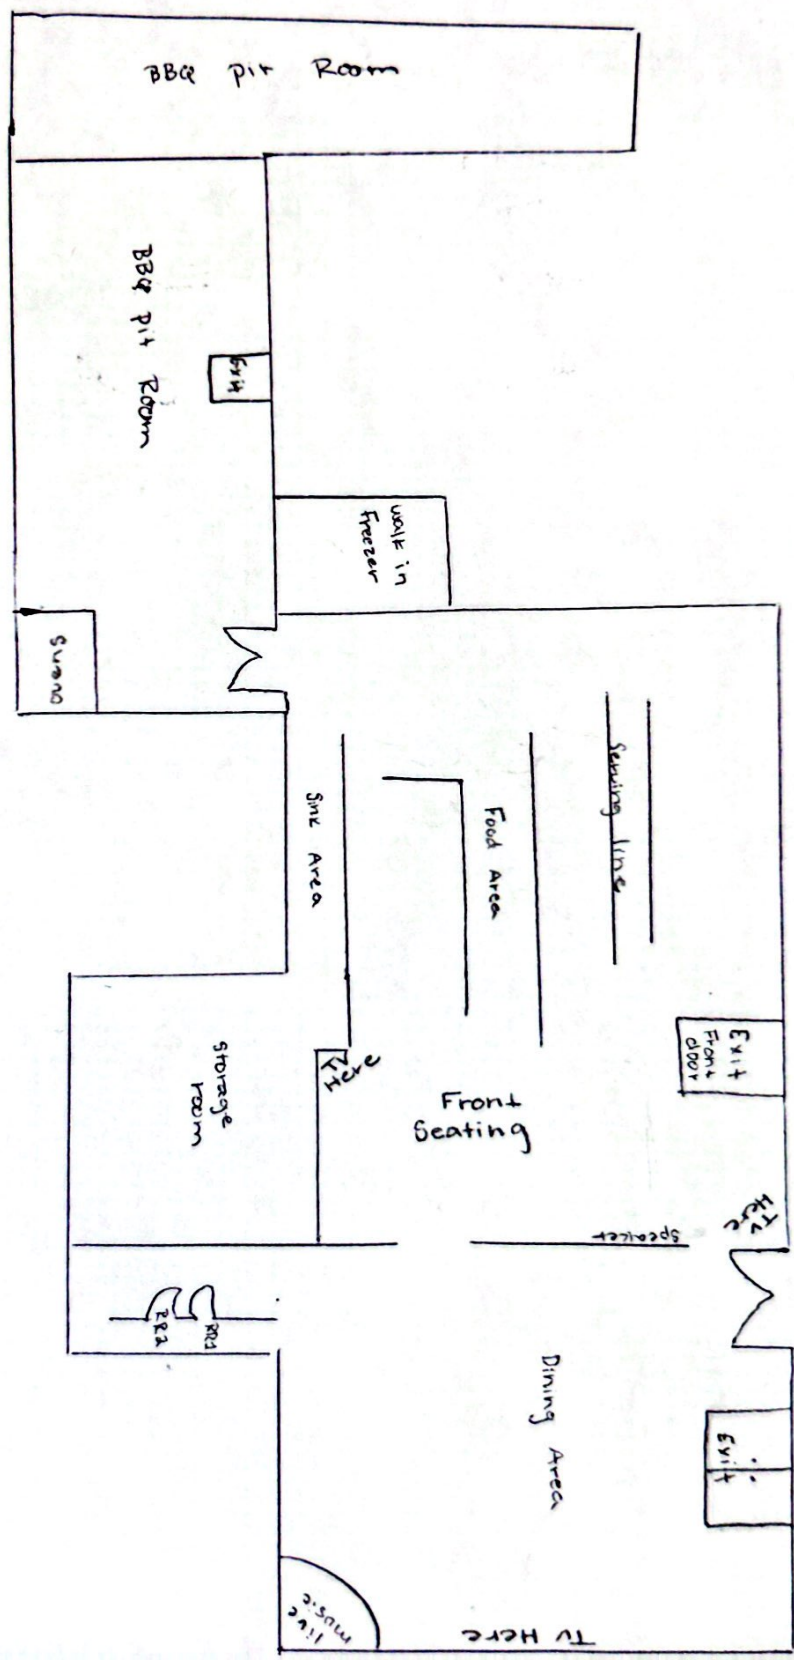 BBQ pit Room
BBQ pit Room
Exit
walk in
Freezer
ovens
Sink Area
Food Area
Serving line
Exit
Front
door
Storage
room
TV
Here
Front
Seating
TV
Here
Speaker
RR2
RR1
Dining Area
Exit
live
music
TV Here